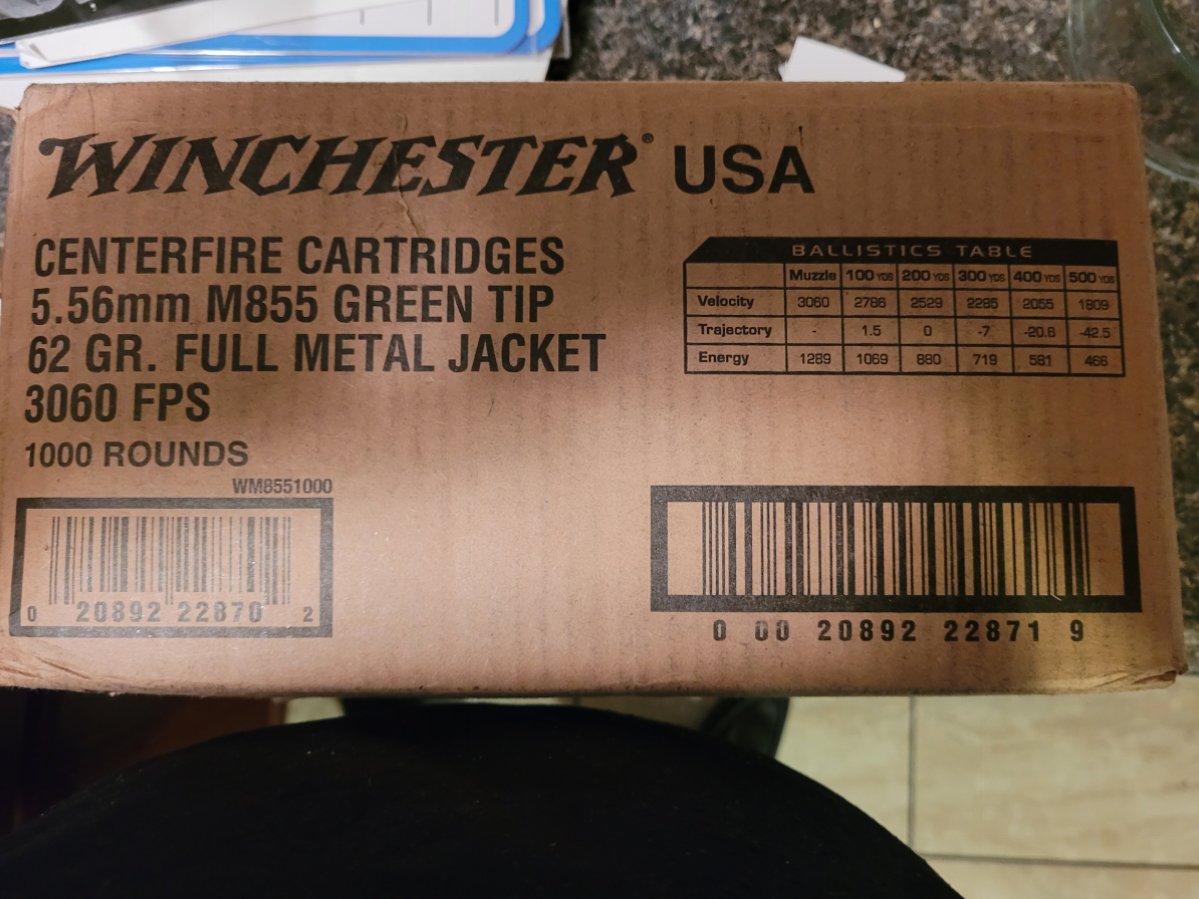 WINCHESTER® USA
CENTERFIRE CARTRIDGES
5.56mm M855 GREEN TIP
62 GR. FULL METAL JACKET
3060 FPS
1000 ROUNDS
WM8551000
0 20892 22870 2
BALLISTICS TABLE
Muzzle 100 YDS 200 YDS 300 YDS 400 YDS 500 YDS
Velocity 3060 2786 2529 2285 2055 1809
Trajectory - 1.5 0 -7 -20.6 -42.5
Energy 1289 1069 880 719 581 466
0 00 20892 22871 9